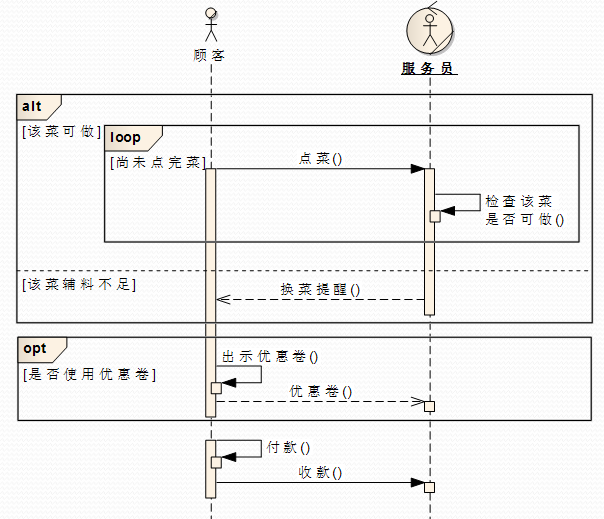 顾客
服务员
alt
[该菜可做]
loop
[尚未点完菜]
点菜()
检查该菜
是否可做()
[该菜辅料不足]
换菜提醒()
opt
出示优惠卷()
[是否使用优惠卷]
优惠卷()
付款()
收款()